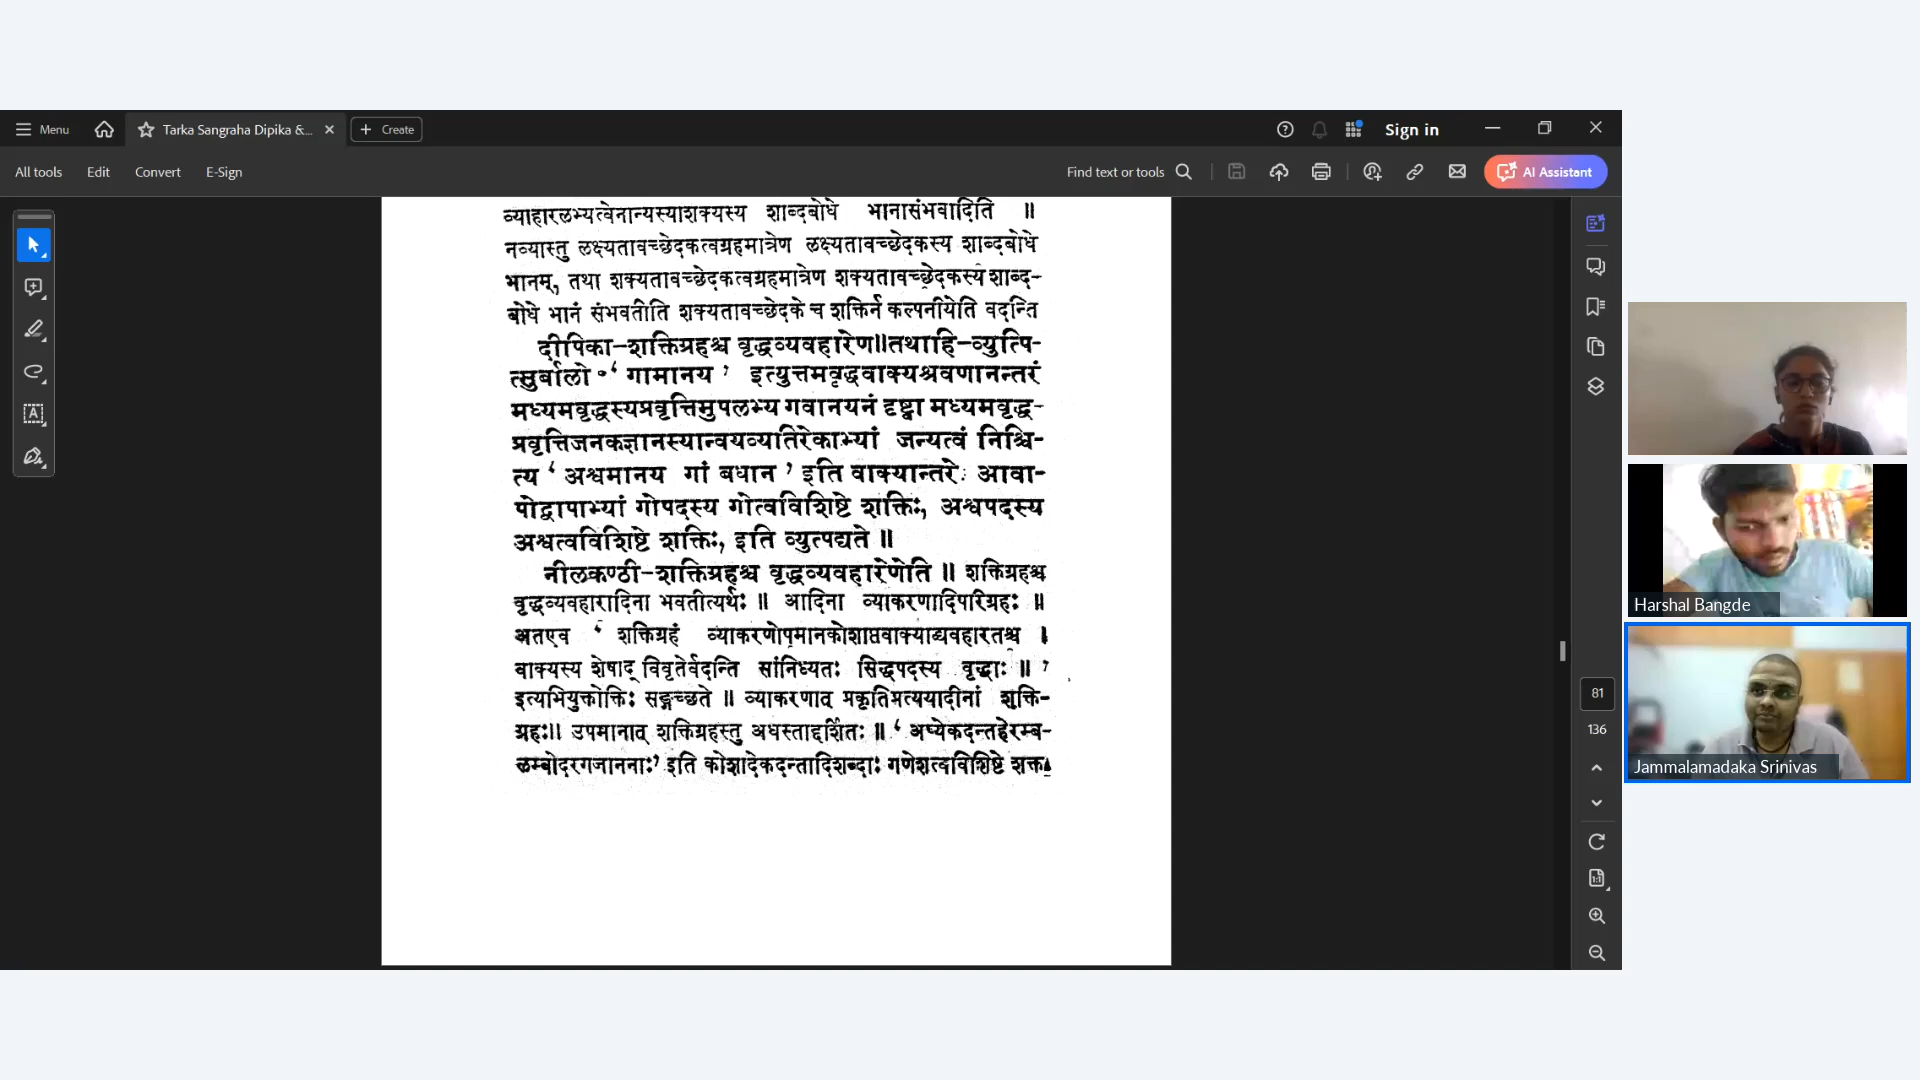 Menu
Tarka Sangraha Dipika &...
Create
Sign in
All tools
Edit
Convert
E-Sign
Find text or tools
AI Assistant
व्याहारलभ्यत्वेनान्यस्याशक्यस्य शाब्दबोधे भानासंभवादिति ॥
नव्यास्तु लक्ष्यतावच्छेदकत्वग्रहमात्रेण लक्ष्यतावच्छेदकस्य शाब्दबोधे
भानम्, तथा शक्यतावच्छेदकत्वग्रहमात्रेण शक्यतावच्छेदकस्य शाब्द-
बोधे भानं संभवतीति शक्यतावच्छेदके च शक्तिर्न कल्पनीयेति वदन्ति
दीपिका-शक्तिग्रहश्च वृद्धव्यवहारेण॥तथाहि-व्युत्पि-
त्सुर्बालो ‘ गामानय ’ इत्युत्तमवृद्धवाक्यश्रवणानन्तरं
मध्यमवृद्धस्यप्रवृत्तिमुपलभ्य गवानयनं दृष्ट्वा मध्यमवृद्ध-
प्रवृत्तिजनकज्ञानस्यान्वयव्यतिरेकाभ्यां जन्यत्वं निश्चि-
त्य ‘ अश्वमानय गां बधान ’ इति वाक्यान्तरे आवा-
पोद्वापाभ्यां गोपदस्य गोत्वविशिष्टे शक्तिः, अश्वपदस्य
अश्वत्वविशिष्टे शक्तिः, इति व्युत्पद्यते ॥
नीलकण्ठी-शक्तिग्रहश्च वृद्धव्यवहारेणेति ॥ शक्तिग्रहश्च
वृद्धव्यवहारादिना भवतीत्यर्थः ॥ आदिना व्याकरणादिपरिग्रहः ॥
अतएव ‘ शक्तिग्रहं व्याकरणोपमानकोशाप्तवाक्याद्यवहारतश्च ।
वाक्यस्य शेषाद् विवृतेर्वदन्ति सांनिध्यतः सिद्धपदस्य वृद्धाः ॥ ’
इत्यभियुक्तोक्तिः सङ्गच्छते ॥ व्याकरणात् प्रकृतिप्रत्ययादीनां शक्ति-
ग्रहः॥ उपमानात् शक्तिग्रहस्तु अधस्ताद्दर्शितः ॥ ‘ अप्येकदन्तहेरम्ब-
लम्बोदरगजाननाः’ इति कोशादेकदन्तादिशब्दाः गणेशत्वविशिष्टे शक्त
81
136
Harshal Bangde
Jammalamadaka Srinivas